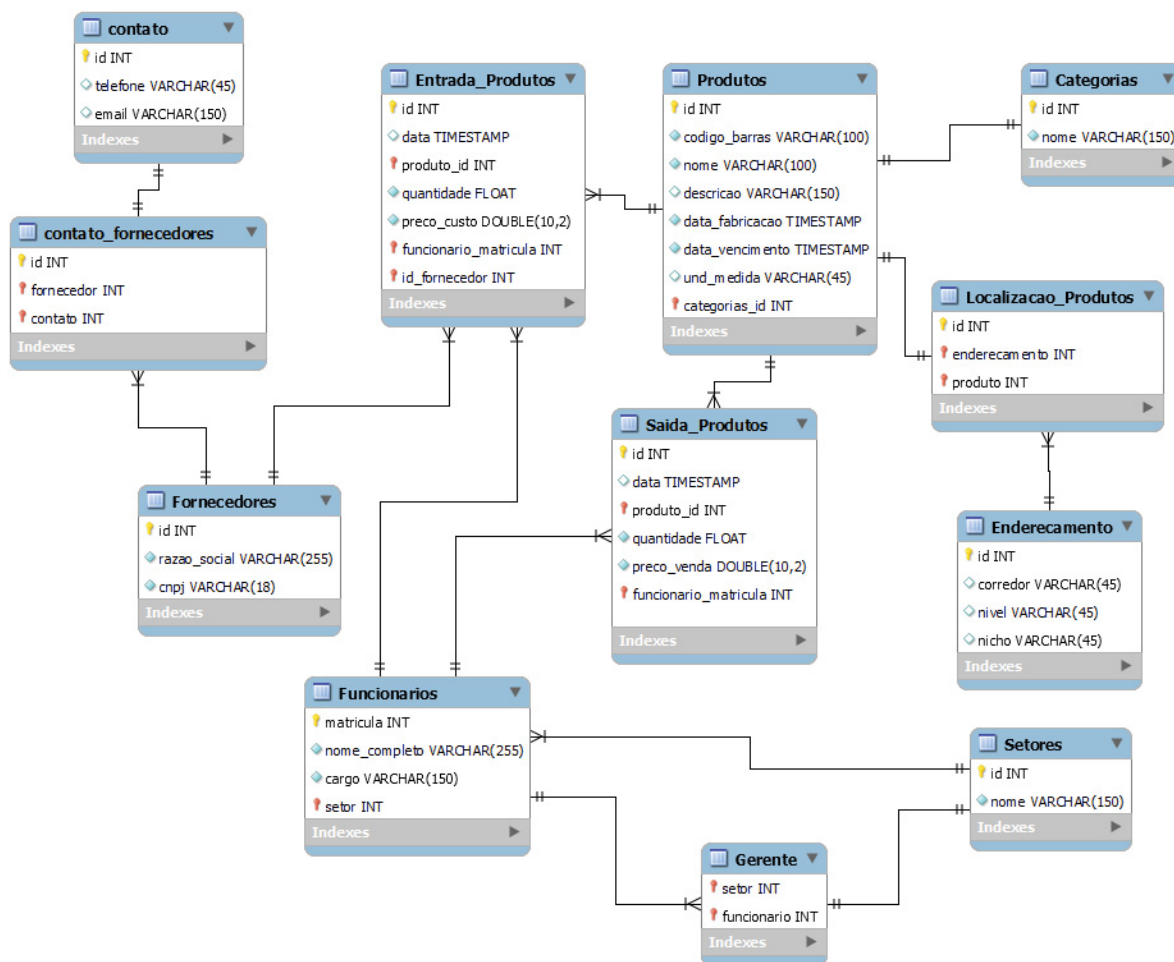 contato
id INT
telefone VARCHAR(45)
email VARCHAR(150)
Indexes
contato_fornecedores
id INT
fornecedor INT
contato INT
Indexes
Fornecedores
id INT
razao_social VARCHAR(255)
cnpj VARCHAR(18)
Indexes
Entrada_Produtos
id INT
data TIMESTAMP
produto_id INT
quantidade FLOAT
preco_custo DOUBLE(10,2)
funcionario_matricula INT
id_fornecedor INT
Indexes
Produtos
id INT
codigo_barras VARCHAR(100)
nome VARCHAR(100)
descricao VARCHAR(150)
data_fabricacao TIMESTAMP
data_vencimento TIMESTAMP
und_medida VARCHAR(45)
categorias_id INT
Indexes
Categorias
id INT
nome VARCHAR(150)
Indexes
Localizacao_Produtos
id INT
enderecamento INT
produto INT
Indexes
Saida_Produtos
id INT
data TIMESTAMP
produto_id INT
quantidade FLOAT
preco_venda DOUBLE(10,2)
funcionario_matricula INT
Indexes
Enderecamento
id INT
corredor VARCHAR(45)
nivel VARCHAR(45)
nicho VARCHAR(45)
Indexes
Funcionarios
matricula INT
nome_completo VARCHAR(255)
cargo VARCHAR(150)
setor INT
Indexes
Setores
id INT
nome VARCHAR(150)
Indexes
Gerente
setor INT
funcionario INT
Indexes